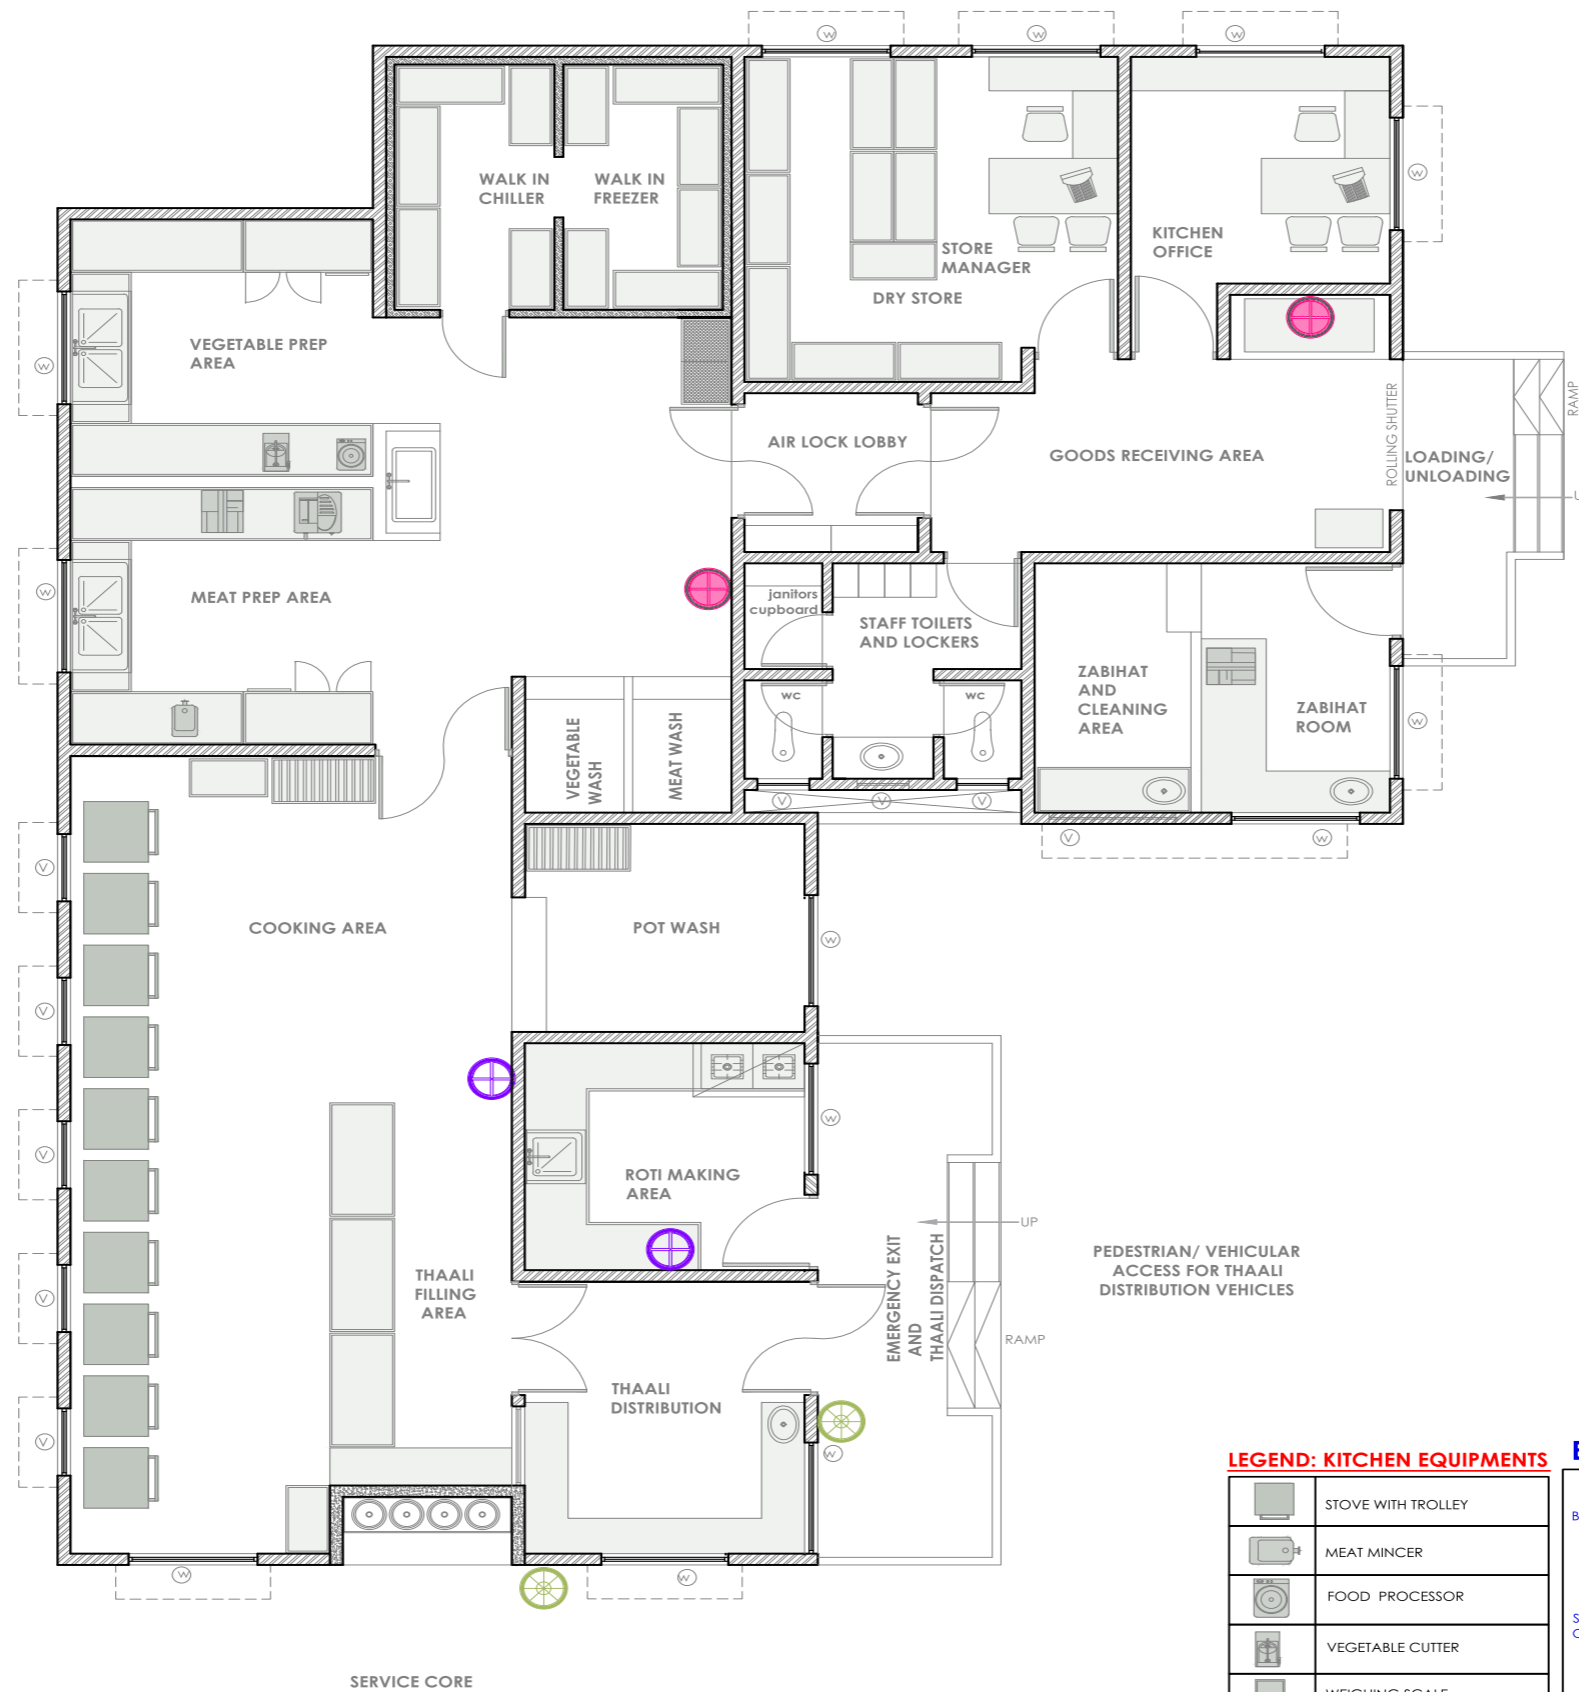 W
W
W
WALK IN
CHILLER
WALK IN
FREEZER
W
STORE
MANAGER
KITCHEN
OFFICE
DRY STORE
VEGETABLE PREP
AREA
W
ROLLING SHUTTER
RAMP
AIR LOCK LOBBY
GOODS RECEIVING AREA
LOADING/
UNLOADING
W
MEAT PREP AREA
janitors
cupboard
STAFF TOILETS
AND LOCKERS
ZABIHAT
AND
CLEANING
AREA
ZABIHAT
ROOM
W
WC
WC
VEGETABLE
WASH
MEAT WASH
V
V
V
V
W
V
COOKING AREA
POT WASH
W
V
W
V
ROTI MAKING
AREA
UP
EMERGENCY EXIT
AND
THAALI DISPATCH
PEDESTRIAN/ VEHICULAR
ACCESS FOR THAALI
DISTRIBUTION VEHICLES
THAALI
FILLING
AREA
V
RAMP
THAALI
DISTRIBUTION
V
W
W
W
LEGEND: KITCHEN EQUIPMENTS
STOVE WITH TROLLEY
MEAT MINCER
FOOD PROCESSOR
VEGETABLE CUTTER
WEIGHING SCALE
SERVICE CORE